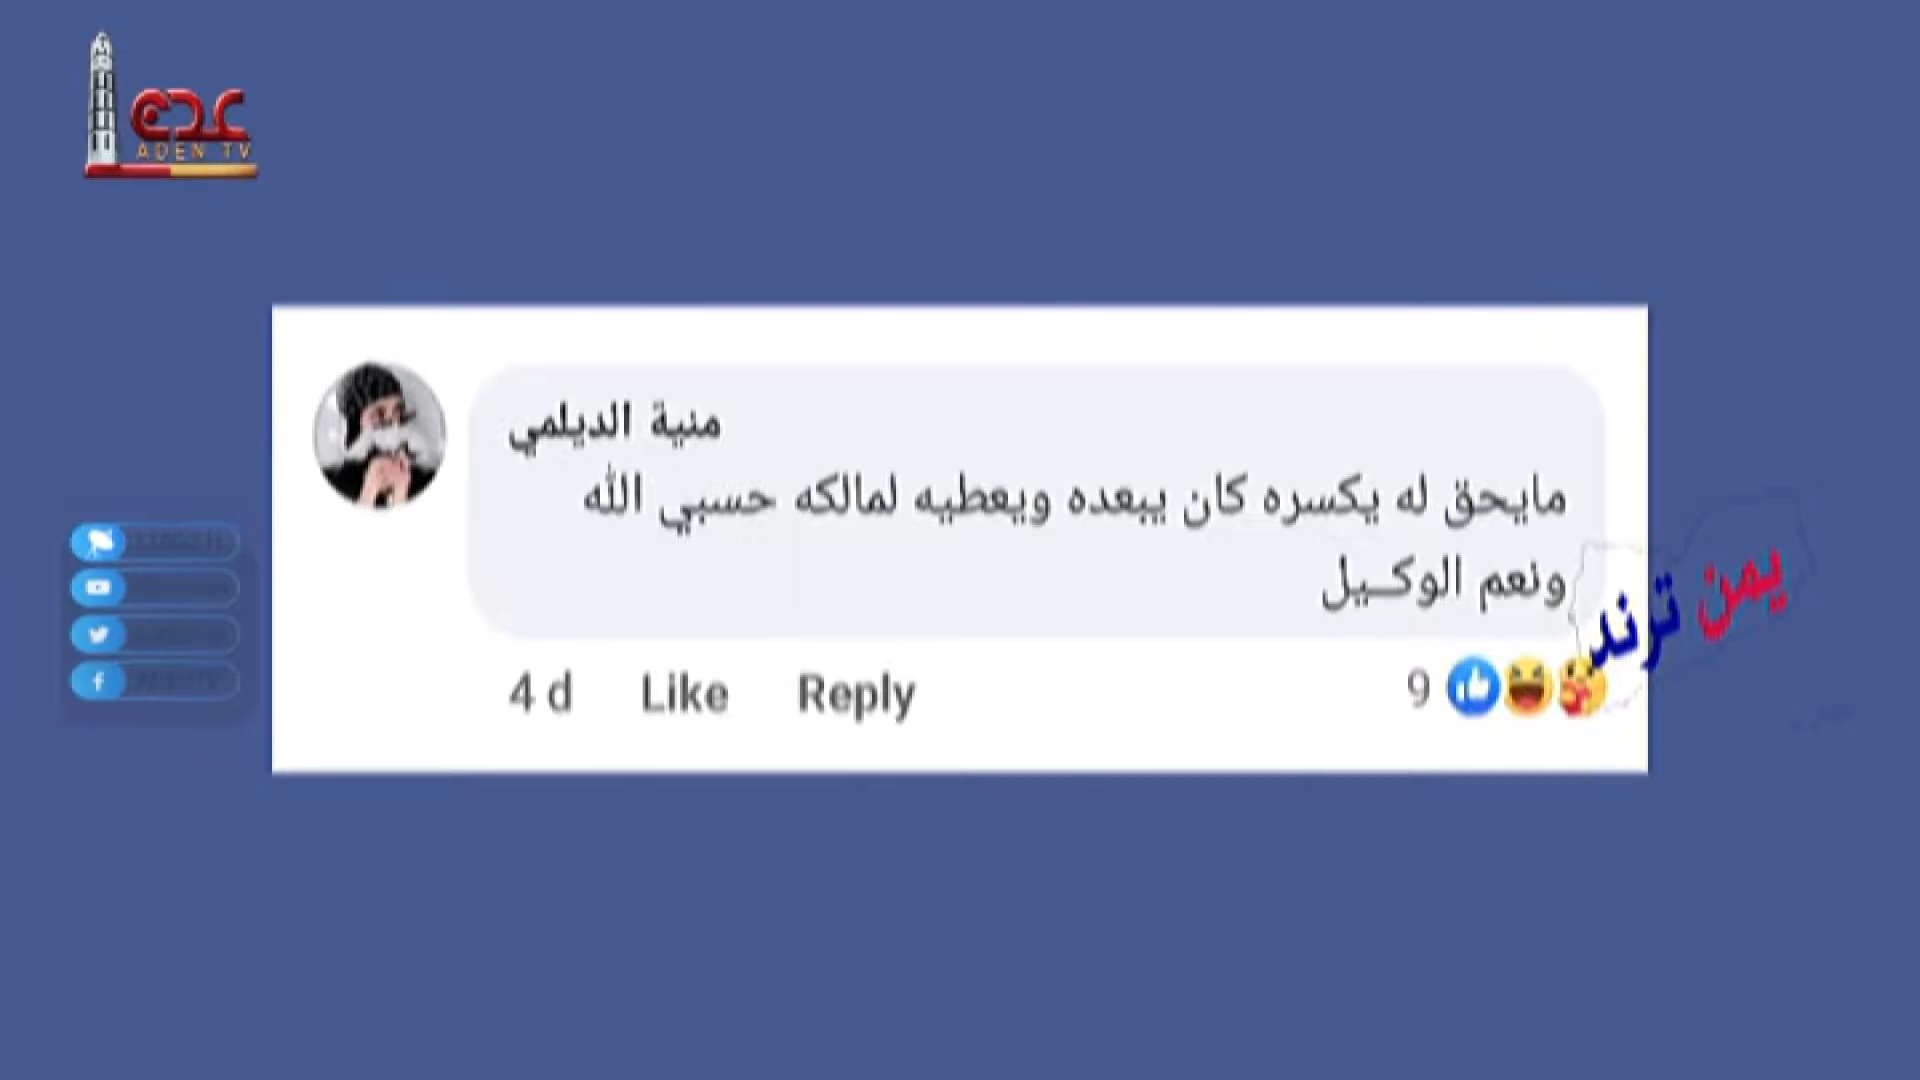 عدن
ADEN TV
منية الديلمي
مايحق له يكسره كان يبعده ويعطيه لمالكه حسبي الله
ونعم الوكـيل
4 d Like Reply 9
يمن ترند